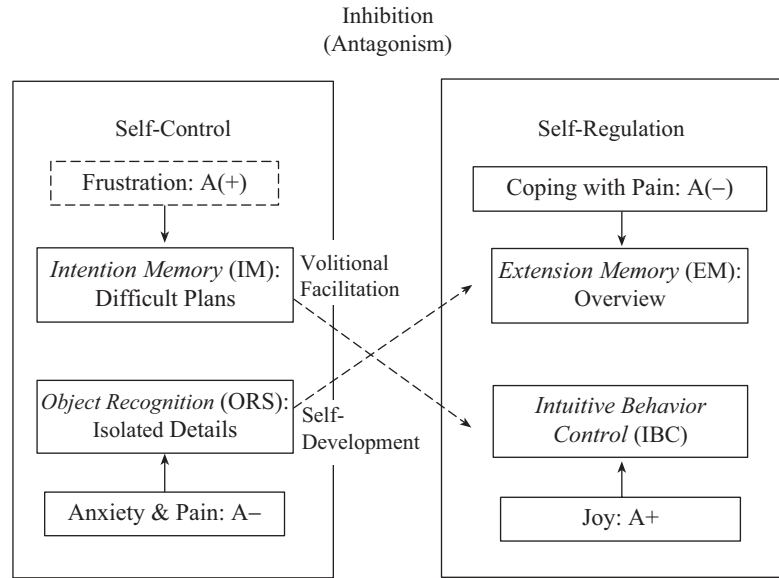 Inhibition
(Antagonism)
Self-Control
Frustration: A(+)
Intention Memory (IM):
Difficult Plans
Object Recognition (ORS):
Isolated Details
Anxiety & Pain: A–
Volitional
Facilitation
Self-
Development
Self-Regulation
Coping with Pain: A(–)
Extension Memory (EM):
Overview
Intuitive Behavior
Control (IBC)
Joy: A+